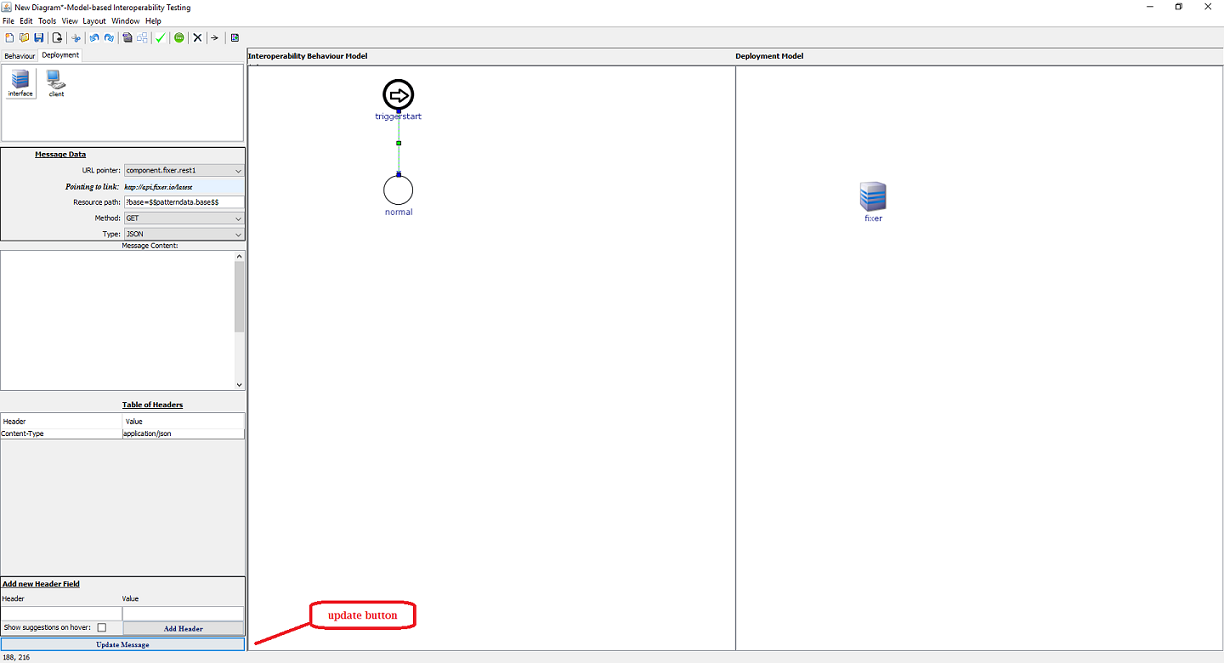 New Diagram*-Model-based Interoperability Testing
File Edit Tools View Layout Window Help
Behaviour Deployment
interface client
Message Data
URL pointer: component.fixer.rest1
Pointing to link: http://api.fixer.io/latest
Resource path: ?base=$$patterndata.base$$
Method: GET
Type: JSON
Message Content:
Table of Headers
Header Value
Content-Type application/json
Add new Header Field
Header Value
Show suggestions on hover: Add Header
Update Message
188, 216
Interoperability Behaviour Model
triggerstart
normal
update button
Deployment Model
fixer